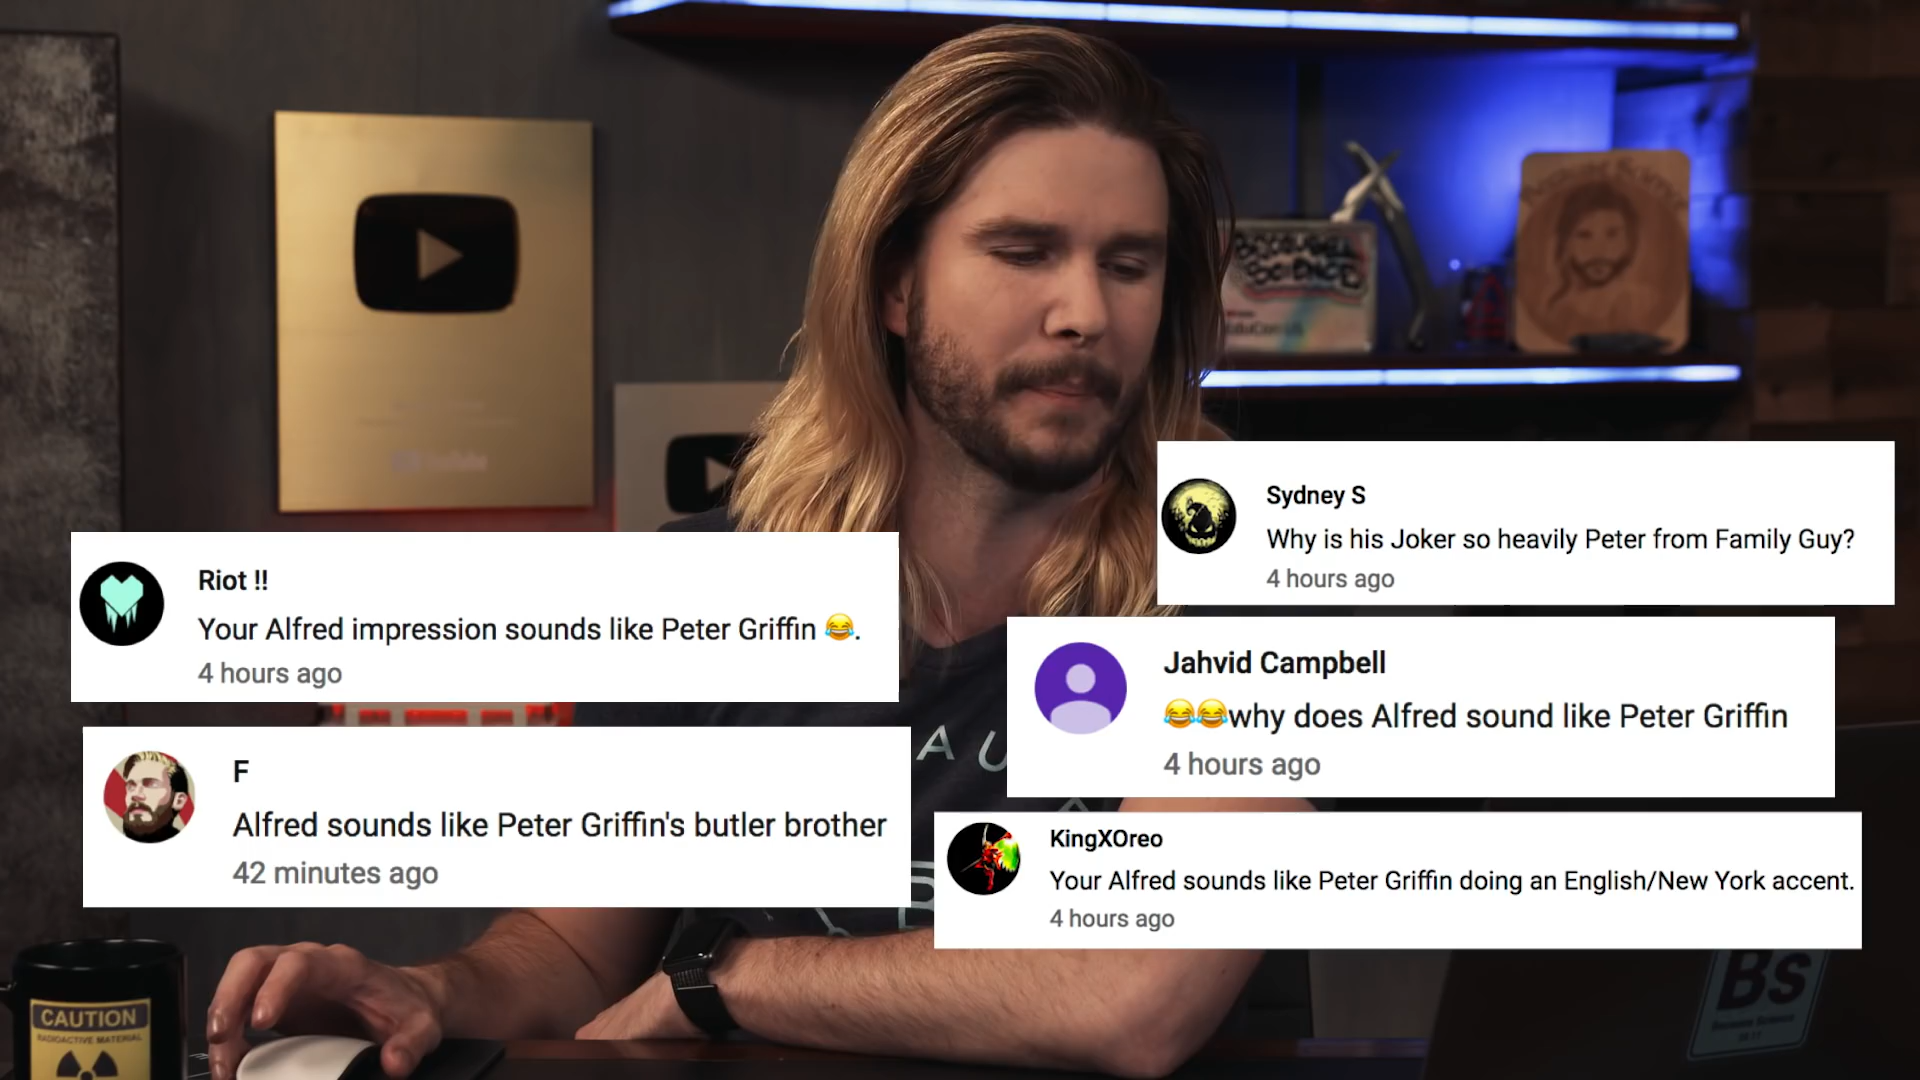 Sydney S
Why is his Joker so heavily Peter from Family Guy?
4 hours ago
Riot !!
Your Alfred impression sounds like Peter Griffin 😂.
4 hours ago
Jahvid Campbell
😂😂why does Alfred sound like Peter Griffin
4 hours ago
F
Alfred sounds like Peter Griffin's butler brother
42 minutes ago
KingXOreo
Your Alfred sounds like Peter Griffin doing an English/New York accent.
4 hours ago
A U
CAUTION
RADIOACTIVE MATERIAL
Bs